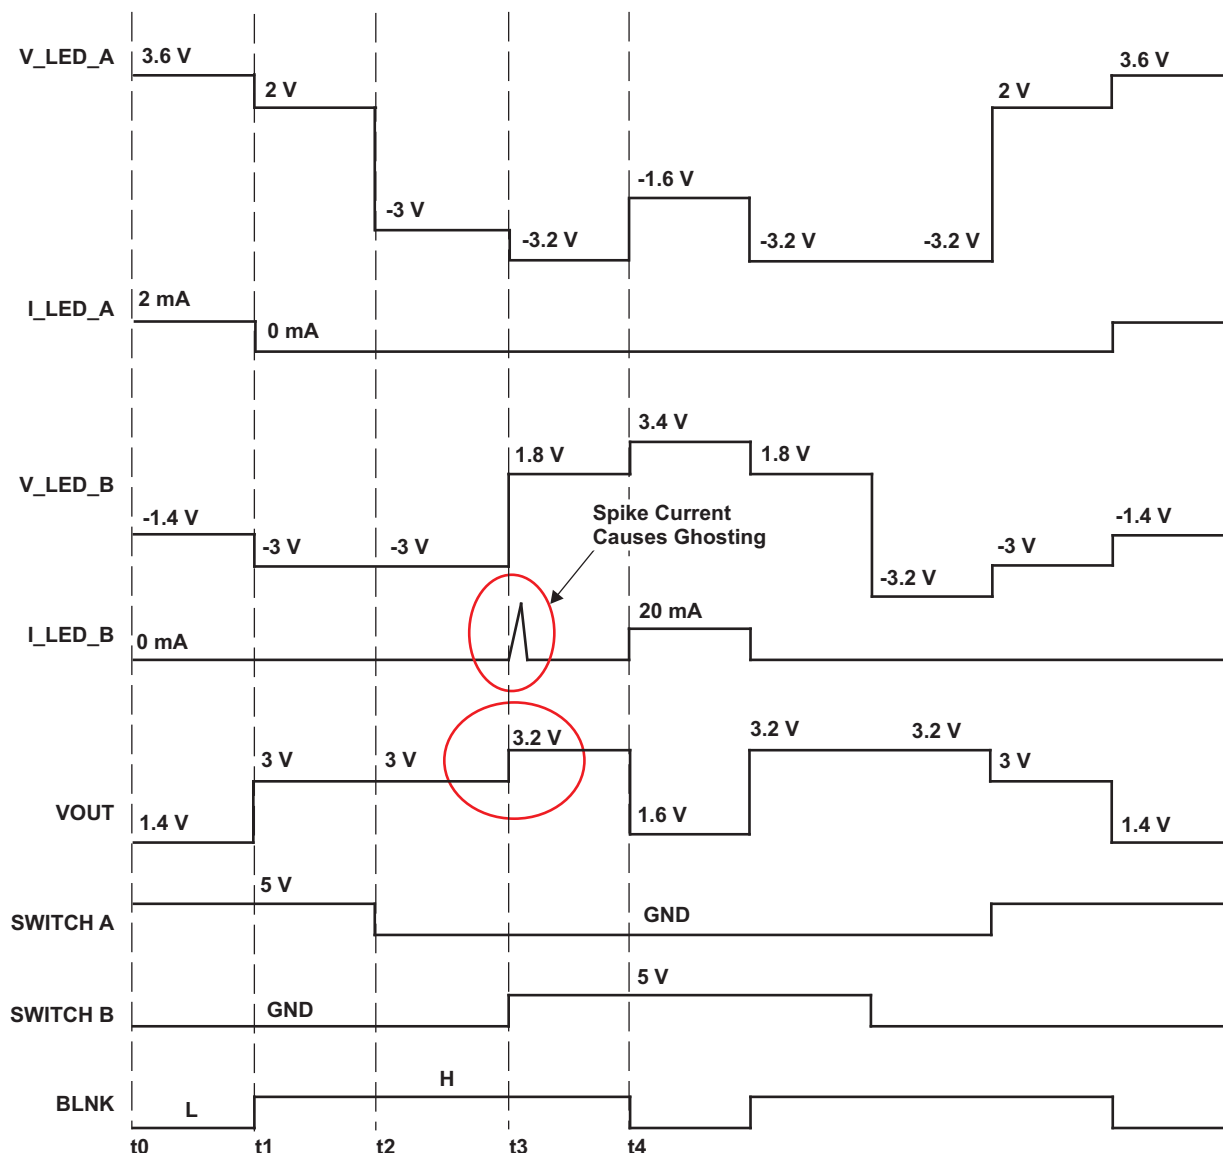 V_LED_A
3.6 V
2 V
-3 V
-3.2 V
-1.6 V
-3.2 V
-3.2 V
2 V
3.6 V
I_LED_A
2 mA
0 mA
V_LED_B
-1.4 V
-3 V
-3 V
1.8 V
3.4 V
1.8 V
-3.2 V
-3 V
-1.4 V
Spike Current
Causes Ghosting
I_LED_B
0 mA
20 mA
VOUT
1.4 V
3 V
3 V
3.2 V
1.6 V
3.2 V
3.2 V
3 V
1.4 V
SWITCH A
5 V
GND
SWITCH B
GND
5 V
BLNK
L
H
t0
t1
t2
t3
t4